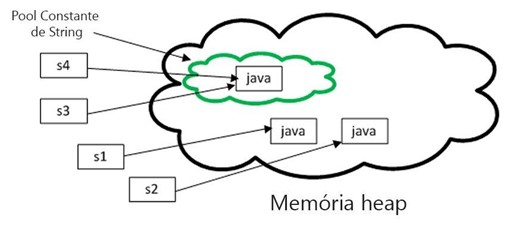 Pool Constante
de String
s4
java
s3
java
java
s1
s2
Memória heap